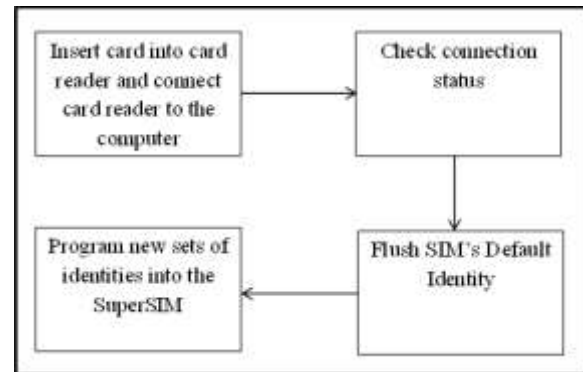 Insert card into card
reader and connect
card reader to the
computer
Check connection
status
Flush SIM's Default
Identity
Program new sets of
identities into the
SuperSIM